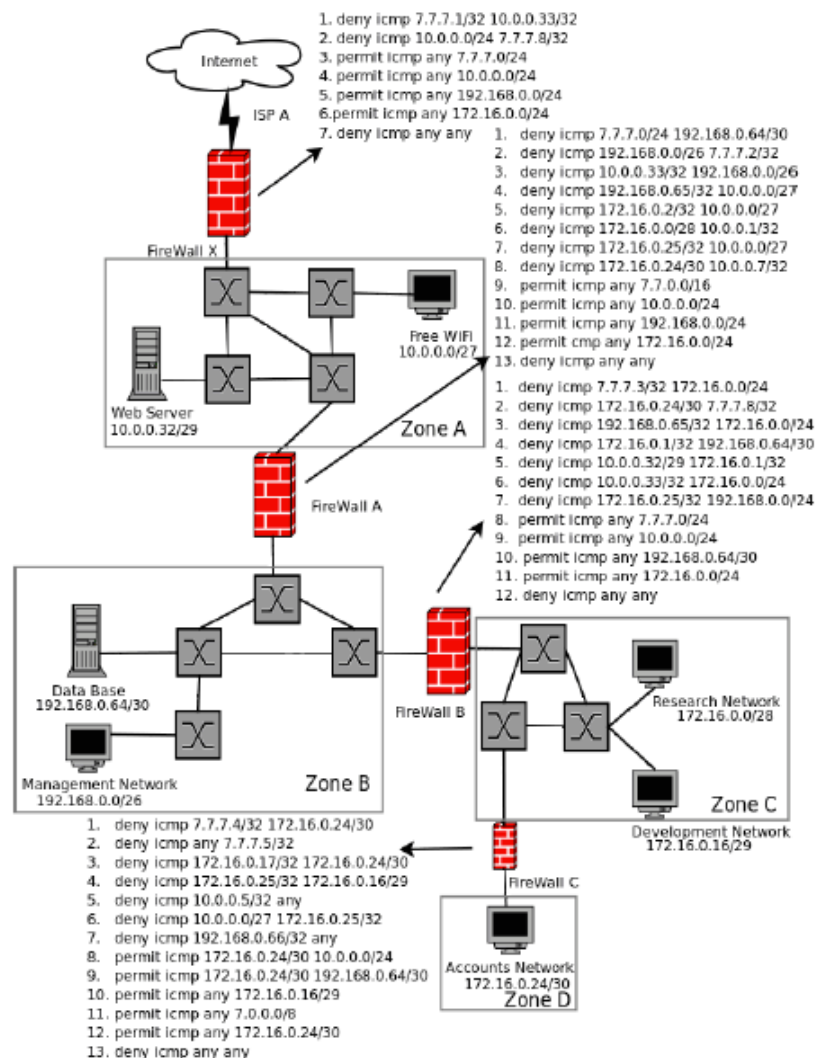 1. deny icmp 7.7.7.1/32 10.0.0.33/32
2. deny icmp 10.0.0.0/24 7.7.7.8/32
3. permit icmp any 7.7.7.0/24
4. permit icmp any 10.0.0.0/24
5. permit icmp any 192.168.0.0/24
6.permit icmp any 172.16.0.0/24
7. deny icmp any any
Internet
ISP A
FireWall X
1. deny icmp 7.7.7.0/24 192.168.0.64/30
2. deny icmp 192.168.0.0/26 7.7.7.2/32
3. deny icmp 10.0.0.33/32 192.168.0.0/26
4. deny icmp 192.168.0.65/32 10.0.0.0/27
5. deny icmp 172.16.0.2/32 10.0.0.0/27
6. deny icmp 172.16.0.0/28 10.0.0.1/32
7. deny icmp 172.16.0.25/32 10.0.0.0/27
8. deny icmp 172.16.0.24/30 10.0.0.7/32
9. permit icmp any 7.7.0.0/16
10. permit icmp any 10.0.0.0/24
11. permit icmp any 192.168.0.0/24
12. permit cmp any 172.16.0.0/24
13. deny icmp any any
Free WIFI
10.0.0.0/27
Web Server
10.0.0.32/29
Zone A
FireWall A
1. deny icmp 7.7.7.3/32 172.16.0.0/24
2. deny icmp 172.16.0.24/30 7.7.7.8/32
3. deny icmp 192.168.0.65/32 172.16.0.0/24
4. deny icmp 172.16.0.1/32 192.168.0.64/30
5. deny icmp 10.0.0.32/29 172.16.0.1/32
6. deny icmp 10.0.0.33/32 172.16.0.0/24
7. deny icmp 172.16.0.25/32 192.168.0.0/24
8. permit icmp any 7.7.7.0/24
9. permit icmp any 10.0.0.0/24
10. permit icmp any 192.168.0.64/30
11. permit icmp any 172.16.0.0/24
12. deny icmp any any
Data Base
192.168.0.64/30
Management Network
192.168.0.0/26
Zone B
FireWall B
Research Network
172.16.0.0/28
Zone C
Development Network
172.16.0.16/29
1. deny icmp 7.7.7.4/32 172.16.0.24/30
2. deny icmp any 7.7.7.5/32
3. deny icmp 172.16.0.17/32 172.16.0.24/30
4. deny icmp 172.16.0.25/32 172.16.0.16/29
5. deny icmp 10.0.0.5/32 any
6. deny icmp 10.0.0.0/27 172.16.0.25/32
7. deny icmp 192.168.0.66/32 any
8. permit icmp 172.16.0.24/30 10.0.0.0/24
9. permit icmp 172.16.0.24/30 192.168.0.64/30
10. permit icmp any 172.16.0.16/29
11. permit icmp any 7.0.0.0/8
12. permit icmp any 172.16.0.24/30
13. deny icmp any any
FireWall C
Accounts Network
172.16.0.24/30
Zone D